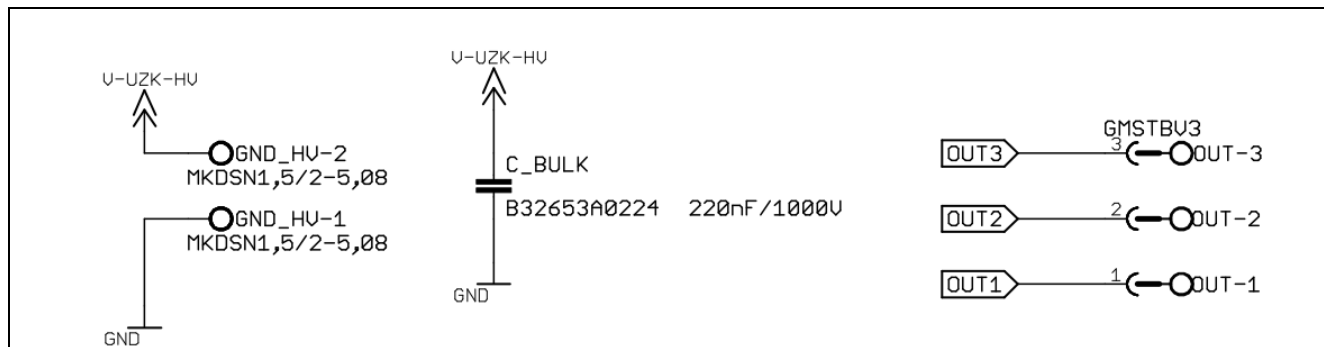 V-UZK-HV
GND_HV-2
MKDSN1,5/2-5,08
GND_HV-1
MKDSN1,5/2-5,08
GND
V-UZK-HV
C_BULK
B32653A0224 220nF/1000V
GND
GMSTBV3
OUT3 3 OUT-3
OUT2 2 OUT-2
OUT1 1 OUT-1